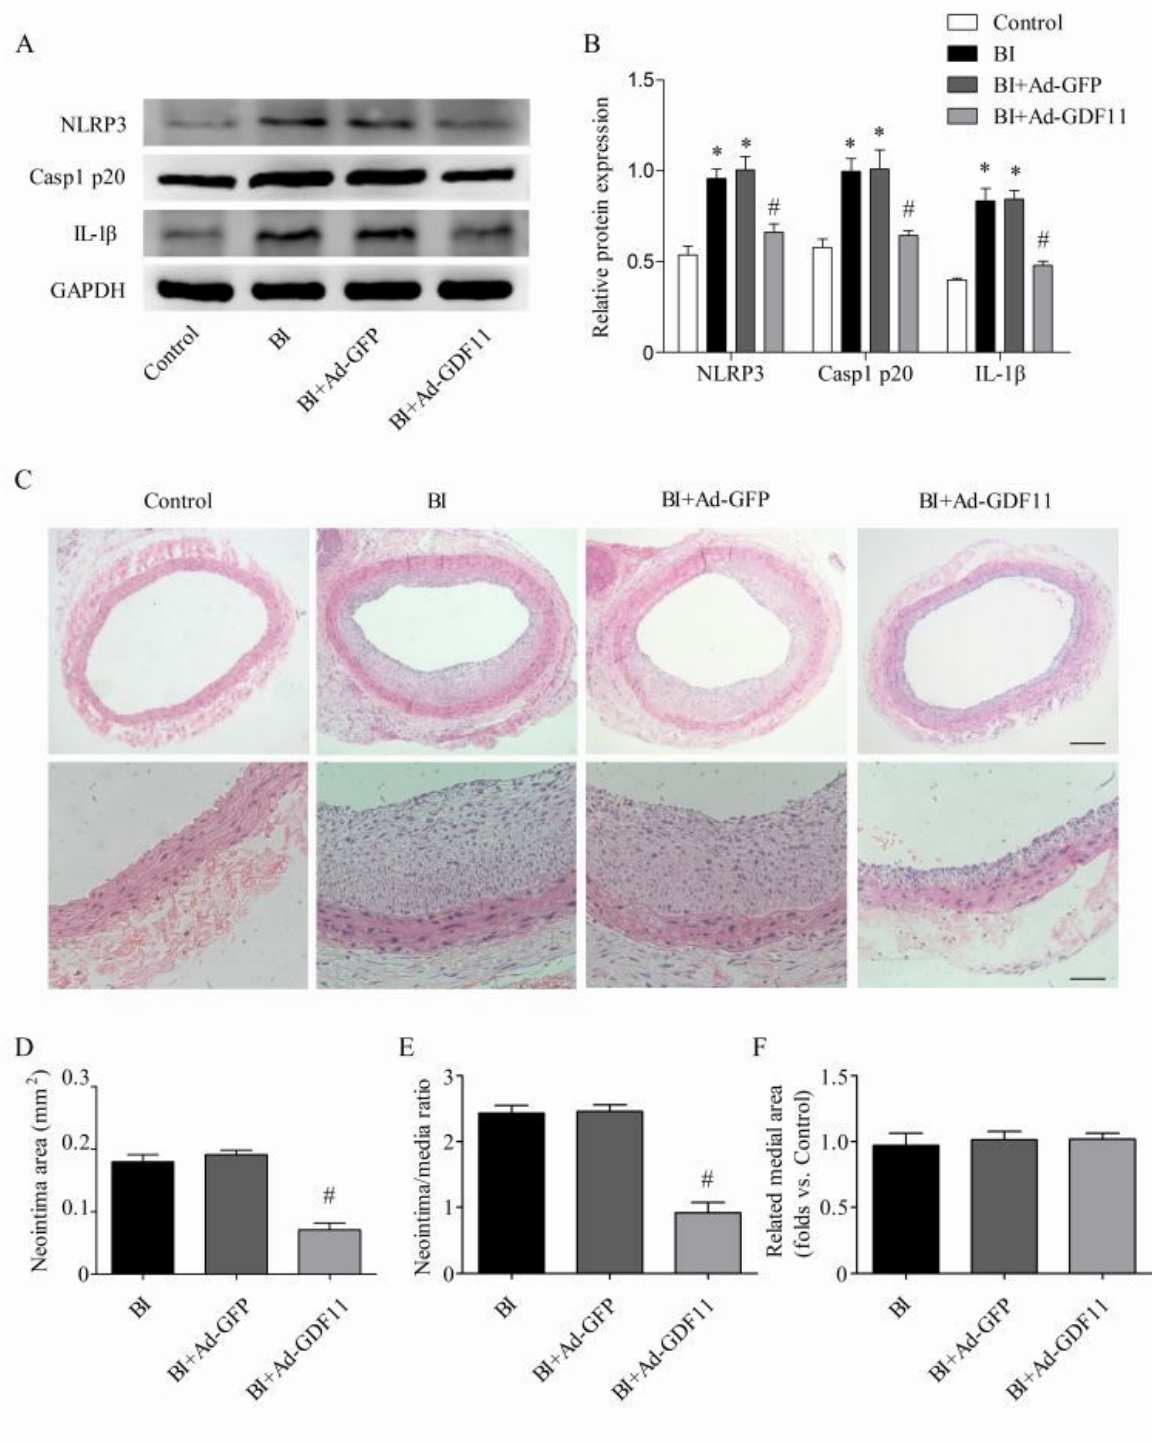 A
NLRP3
Casp1 p20
IL-1β
GAPDH
Control
BI
BI+Ad-GFP
BI+Ad-GDF11
B
Control
BI
BI+Ad-GFP
BI+Ad-GDF11
Relative protein expression
1.5
1.0
0.5
0
* * #
* * #
* * #
NLRP3 Casp1 p20 IL-1β
C
Control BI BI+Ad-GFP BI+Ad-GDF11
D
Neointima area (mm²)
0.3
0.2
0.1
0
#
BI
BI+Ad-GFP
BI+Ad-GDF11
E
Neointima/media ratio
3
2
1
0
#
BI
BI+Ad-GFP
BI+Ad-GDF11
F
Related medial area
(folds vs. Control)
1.5
1.0
0.5
0
BI
BI+Ad-GFP
BI+Ad-GDF11